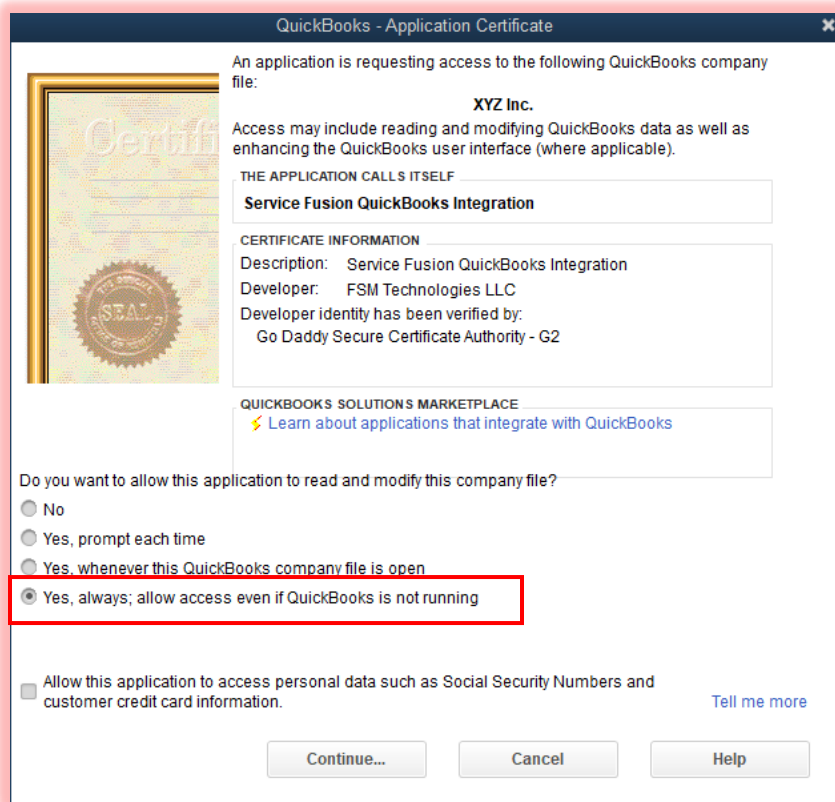 QuickBooks - Application Certificate
An application is requesting access to the following QuickBooks company
file:
XYZ Inc.
Access may include reading and modifying QuickBooks data as well as
enhancing the QuickBooks user interface (where applicable).
Certifi
THE APPLICATION CALLS ITSELF
Service Fusion QuickBooks Integration
CERTIFICATE INFORMATION
Description: Service Fusion QuickBooks Integration
Developer: FSM Technologies LLC
Developer identity has been verified by:
Go Daddy Secure Certificate Authority - G2
SEAL
QUICKBOOKS SOLUTIONS MARKETPLACE
Learn about applications that integrate with QuickBooks
Do you want to allow this application to read and modify this company file?
No
Yes, prompt each time
Yes, whenever this QuickBooks company file is open
Yes, always; allow access even if QuickBooks is not running
Allow this application to access personal data such as Social Security Numbers and
customer credit card information.
Tell me more
Continue...
Cancel
Help